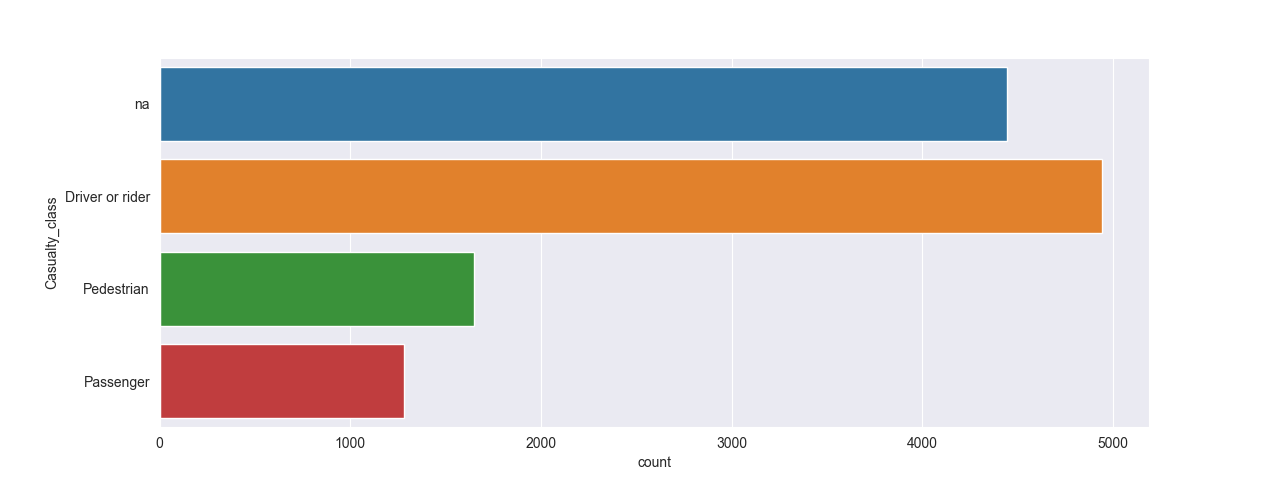 na
Driver or rider
Pedestrian
Passenger
Casualty_class
0 1000 2000 3000 4000 5000
count